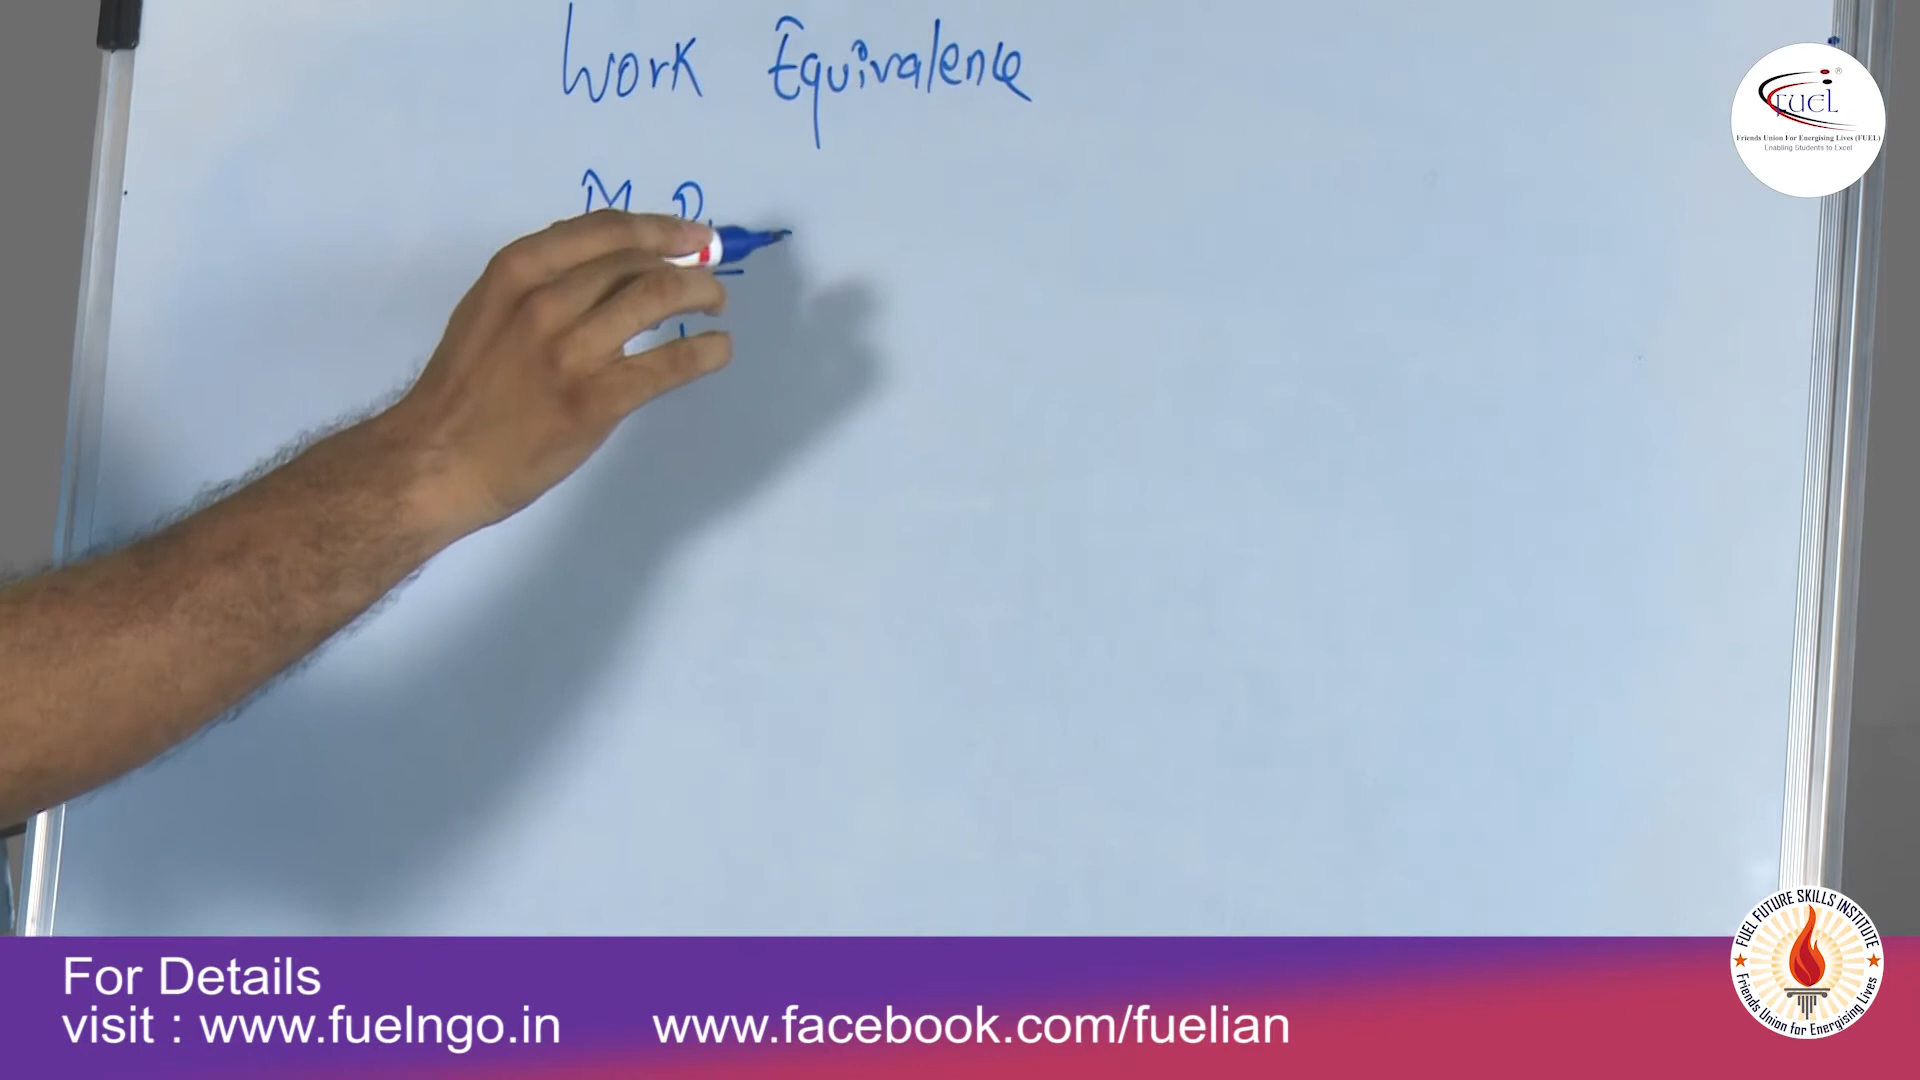 Work Equivalence
M D
FUEL
Friends Union For Energising Lives (FUEL)
Enabling Students to Excel
FUEL FUTURE SKILLS INSTITUTE
Friends Union for Energising Lives
For Details
visit : www.fuelngo.in www.facebook.com/fuelian